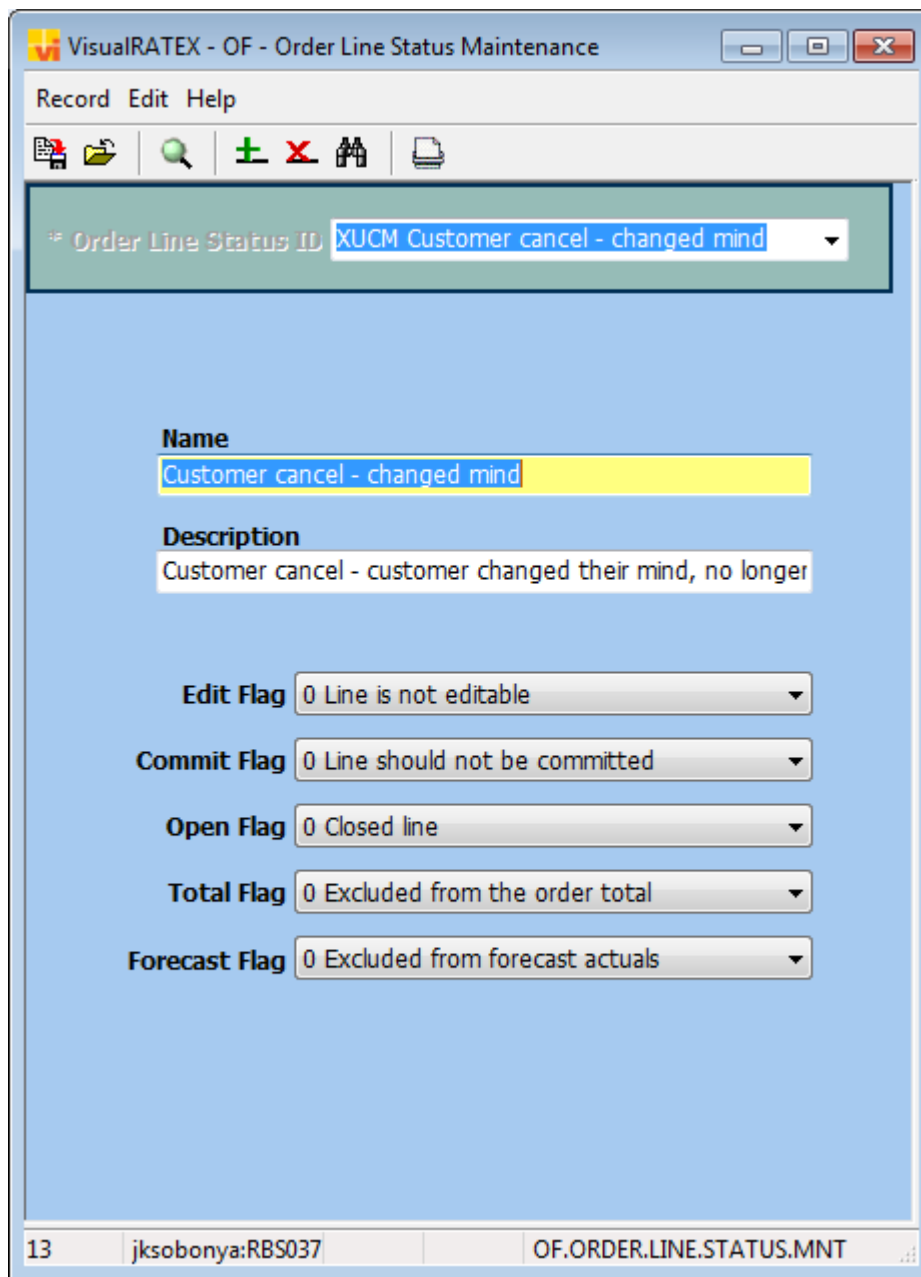 vi VisualRATEX - OF - Order Line Status Maintenance
Record Edit Help
* Order Line Status ID XUCM Customer cancel - changed mind
Name
Customer cancel - changed mind
Description
Customer cancel - customer changed their mind, no longer
Edit Flag 0 Line is not editable
Commit Flag 0 Line should not be committed
Open Flag 0 Closed line
Total Flag 0 Excluded from the order total
Forecast Flag 0 Excluded from forecast actuals
13 jksobonya:RBS037 OF.ORDER.LINE.STATUS.MNT